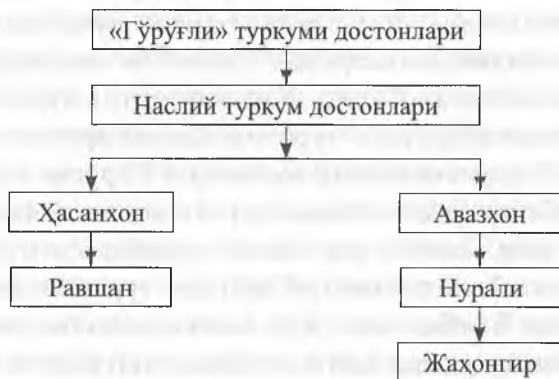 «Гўрўғли» туркуми достонлари
Наслий туркум достонлари
Ҳасанхон
Авазхон
Равшан
Нурали
Жаҳонгир